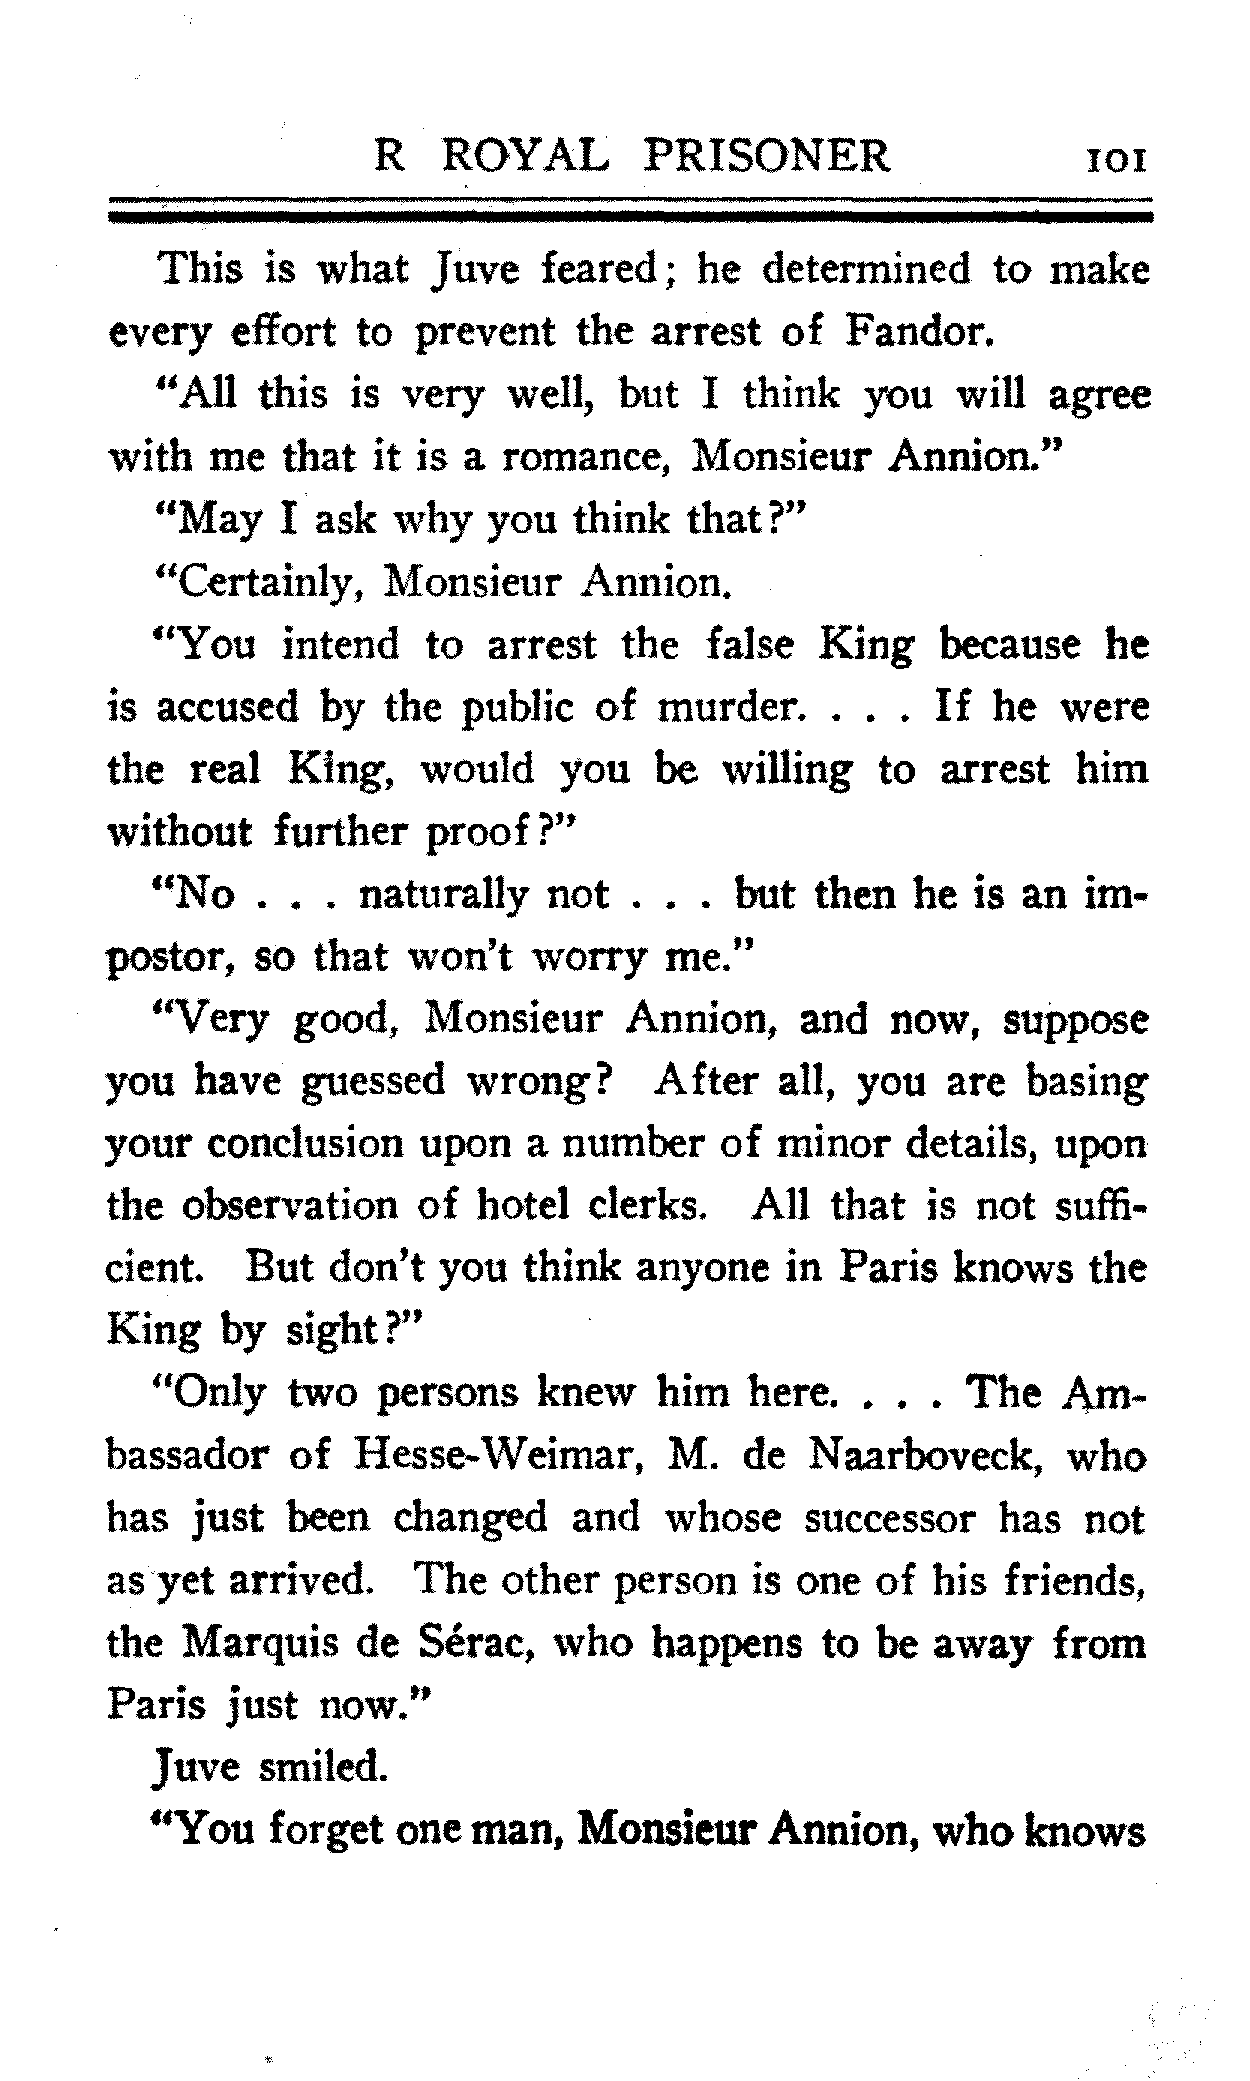 R ROYAL PRISONER 101
This is what Juve feared; he determined to make
every effort to prevent the arrest of Fandor.
"All this is very well, but I think you will agree
with me that it is a romance, Monsieur Annion."
"May I ask why you think that?"
"Certainly, Monsieur Annion.
"You intend to arrest the false King because he
is accused by the public of murder. . . . If he were
the real King, would you be willing to arrest him
without further proof?"
"No . . . naturally not . . . but then he is an im-
postor, so that won't worry me."
"Very good, Monsieur Annion, and now, suppose
you have guessed wrong? After all, you are basing
your conclusion upon a number of minor details, upon
the observation of hotel clerks. All that is not suffi-
cient. But don't you think anyone in Paris knows the
King by sight?"
"Only two persons knew him here. . . . The Am-
bassador of Hesse-Weimar, M. de Naarboveck, who
has just been changed and whose successor has not
as yet arrived. The other person is one of his friends,
the Marquis de Sérac, who happens to be away from
Paris just now."
Juve smiled.
"You forget one man, Monsieur Annion, who knows